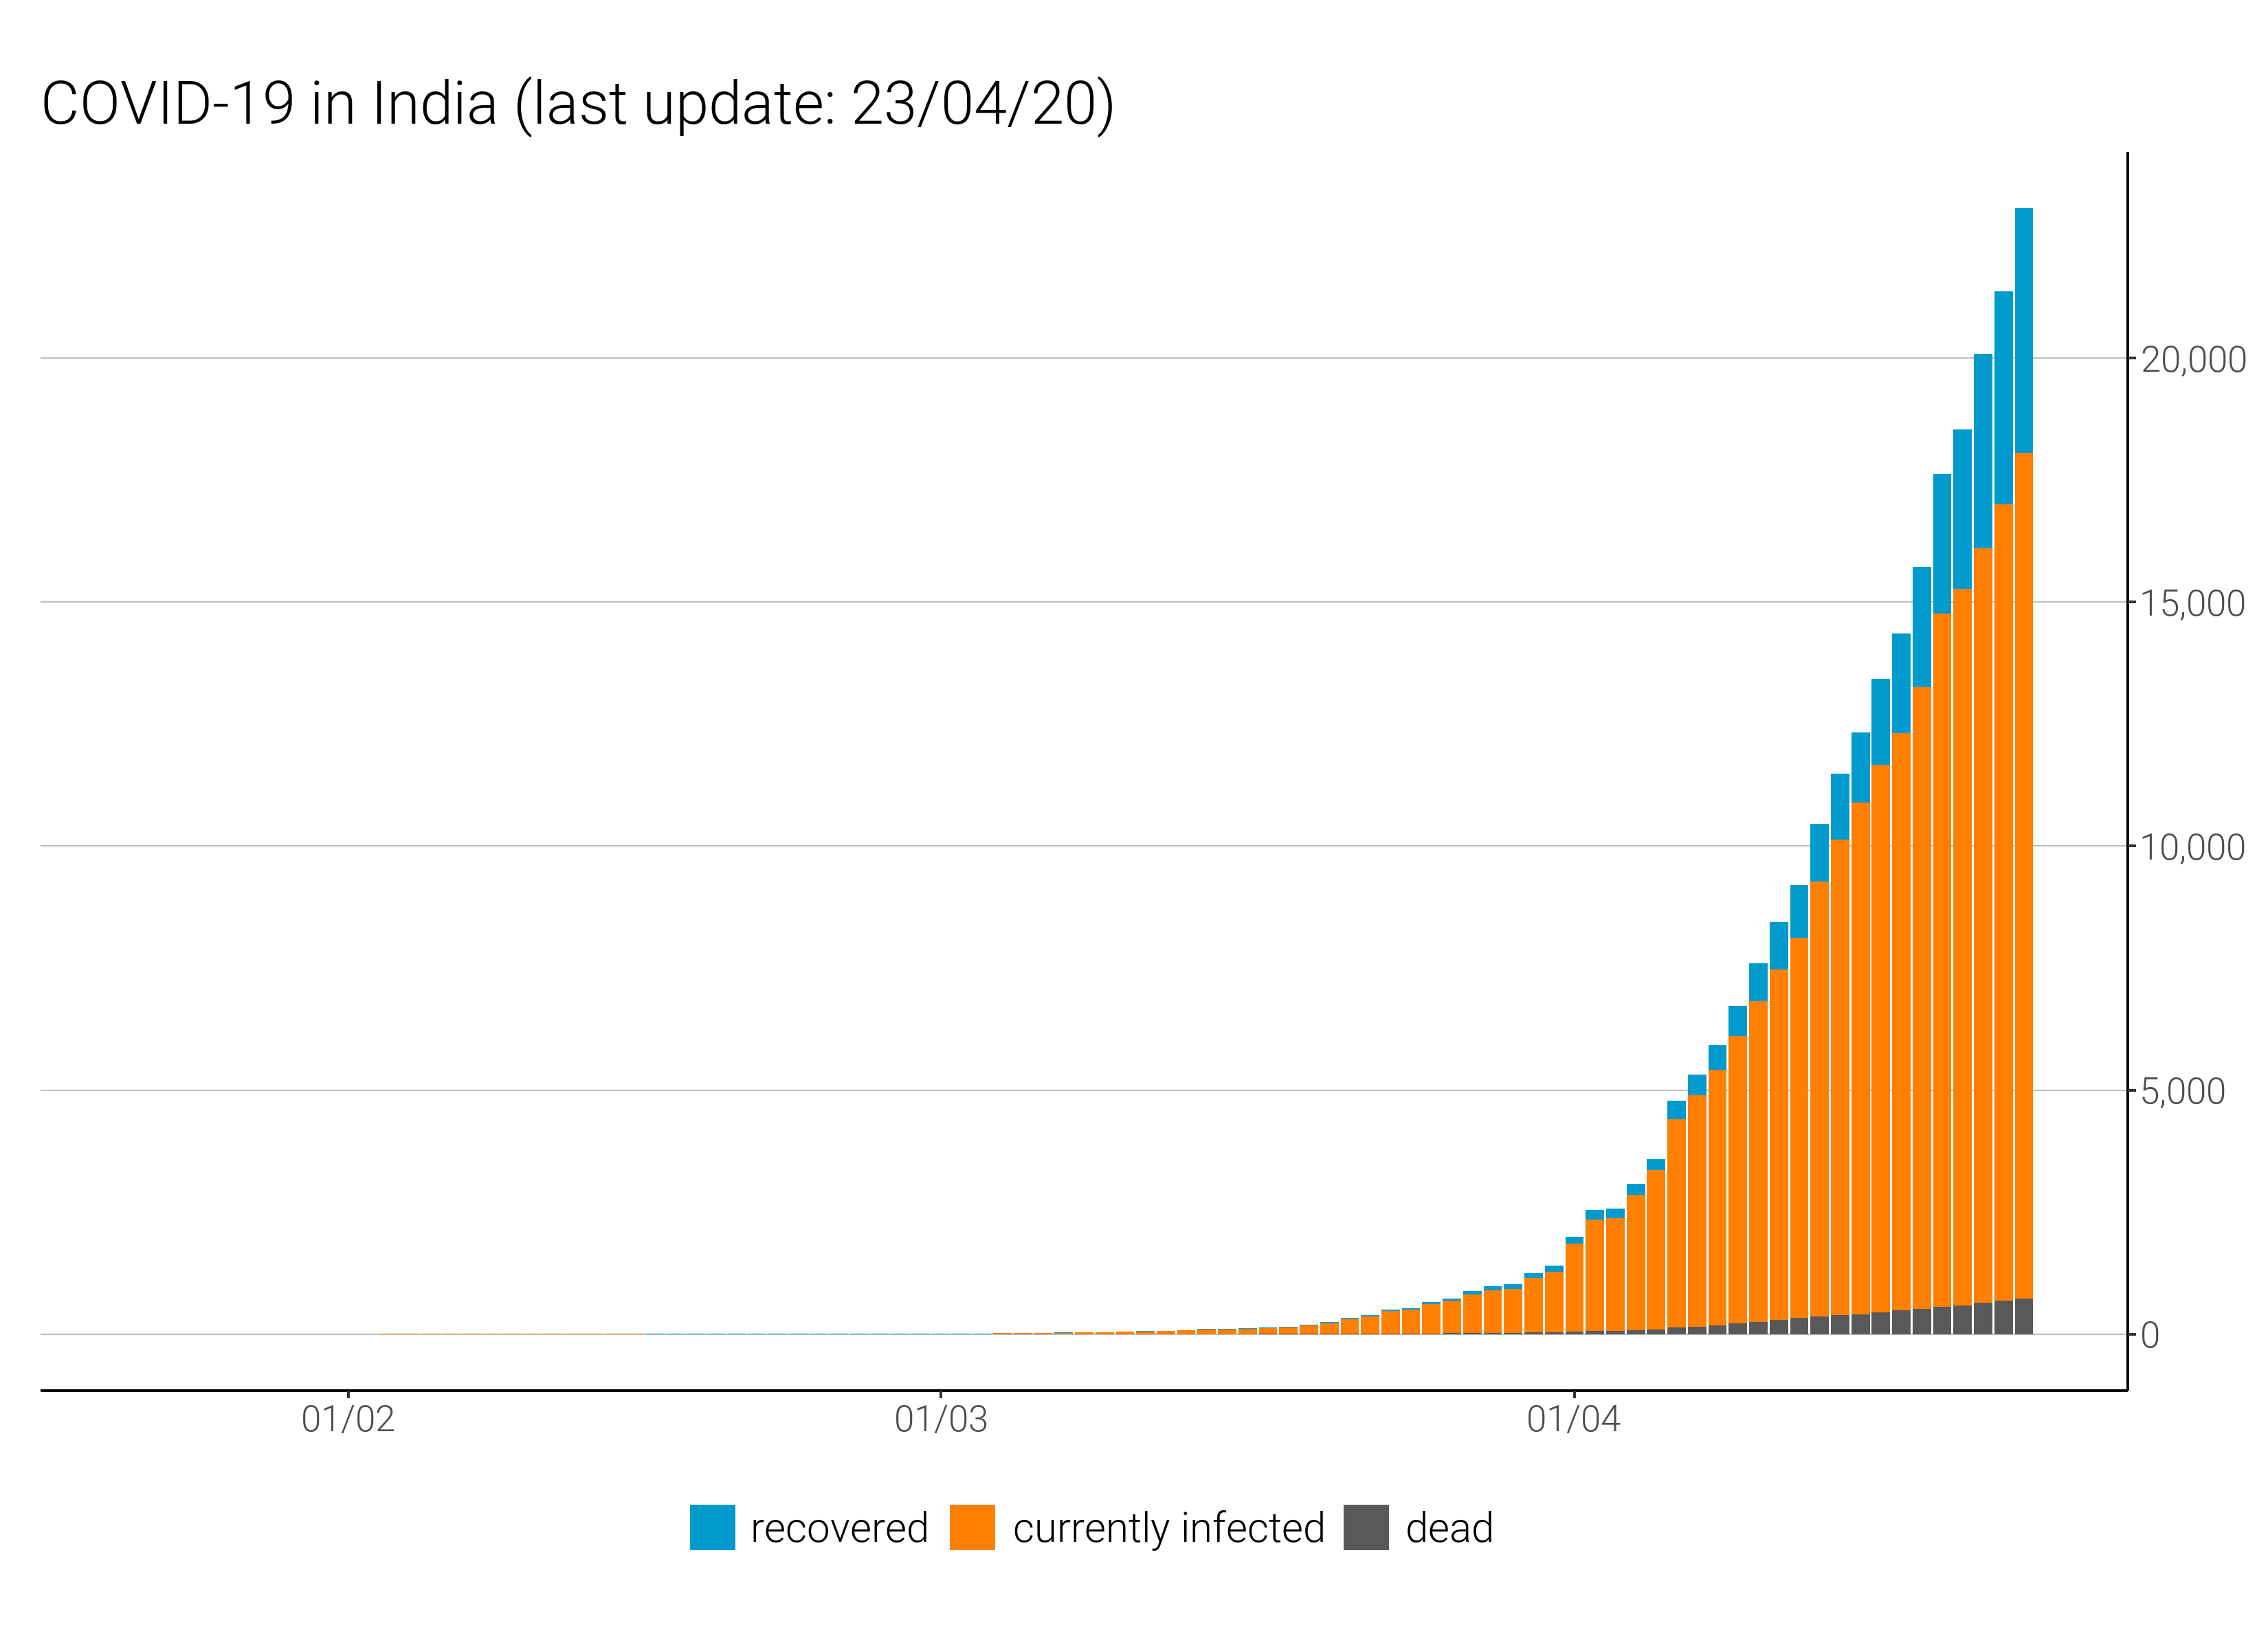 COVID-19 in India (last update: 23/04/20)
20,000
15,000
10,000
5,000
0
01/02 01/03 01/04
recovered currently infected dead